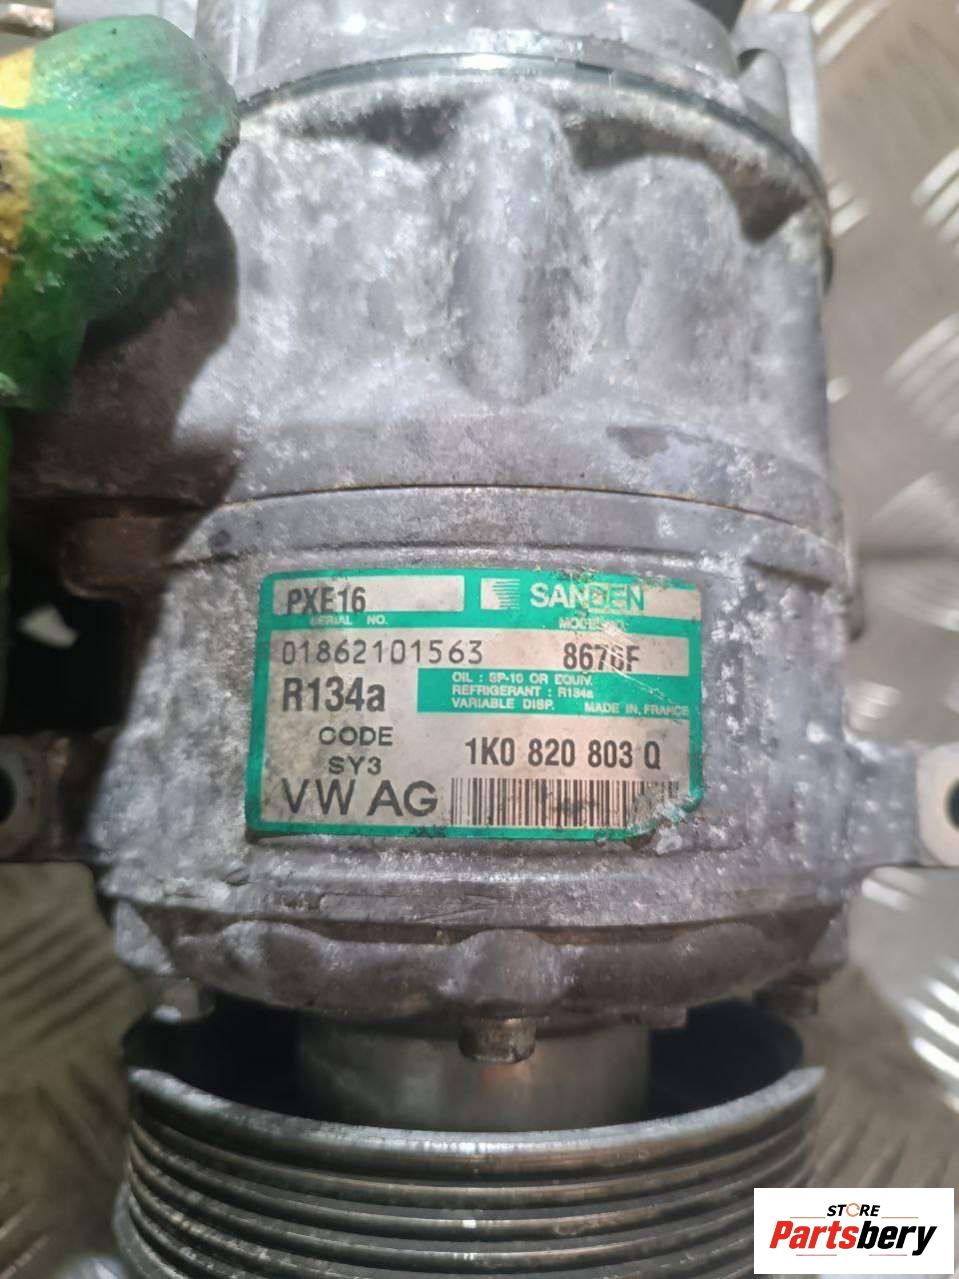 PXE16
SANDEN
SERIAL NO.
MODEL NO.
01862101563
8676F
R134a
OIL : SP-10 OR EQUIV.
REFRIGERANT : R134a
VARIABLE DISP. MADE IN FRANCE
CODE
SY3
1K0 820 803 Q
VW AG
STORE
Partsbery